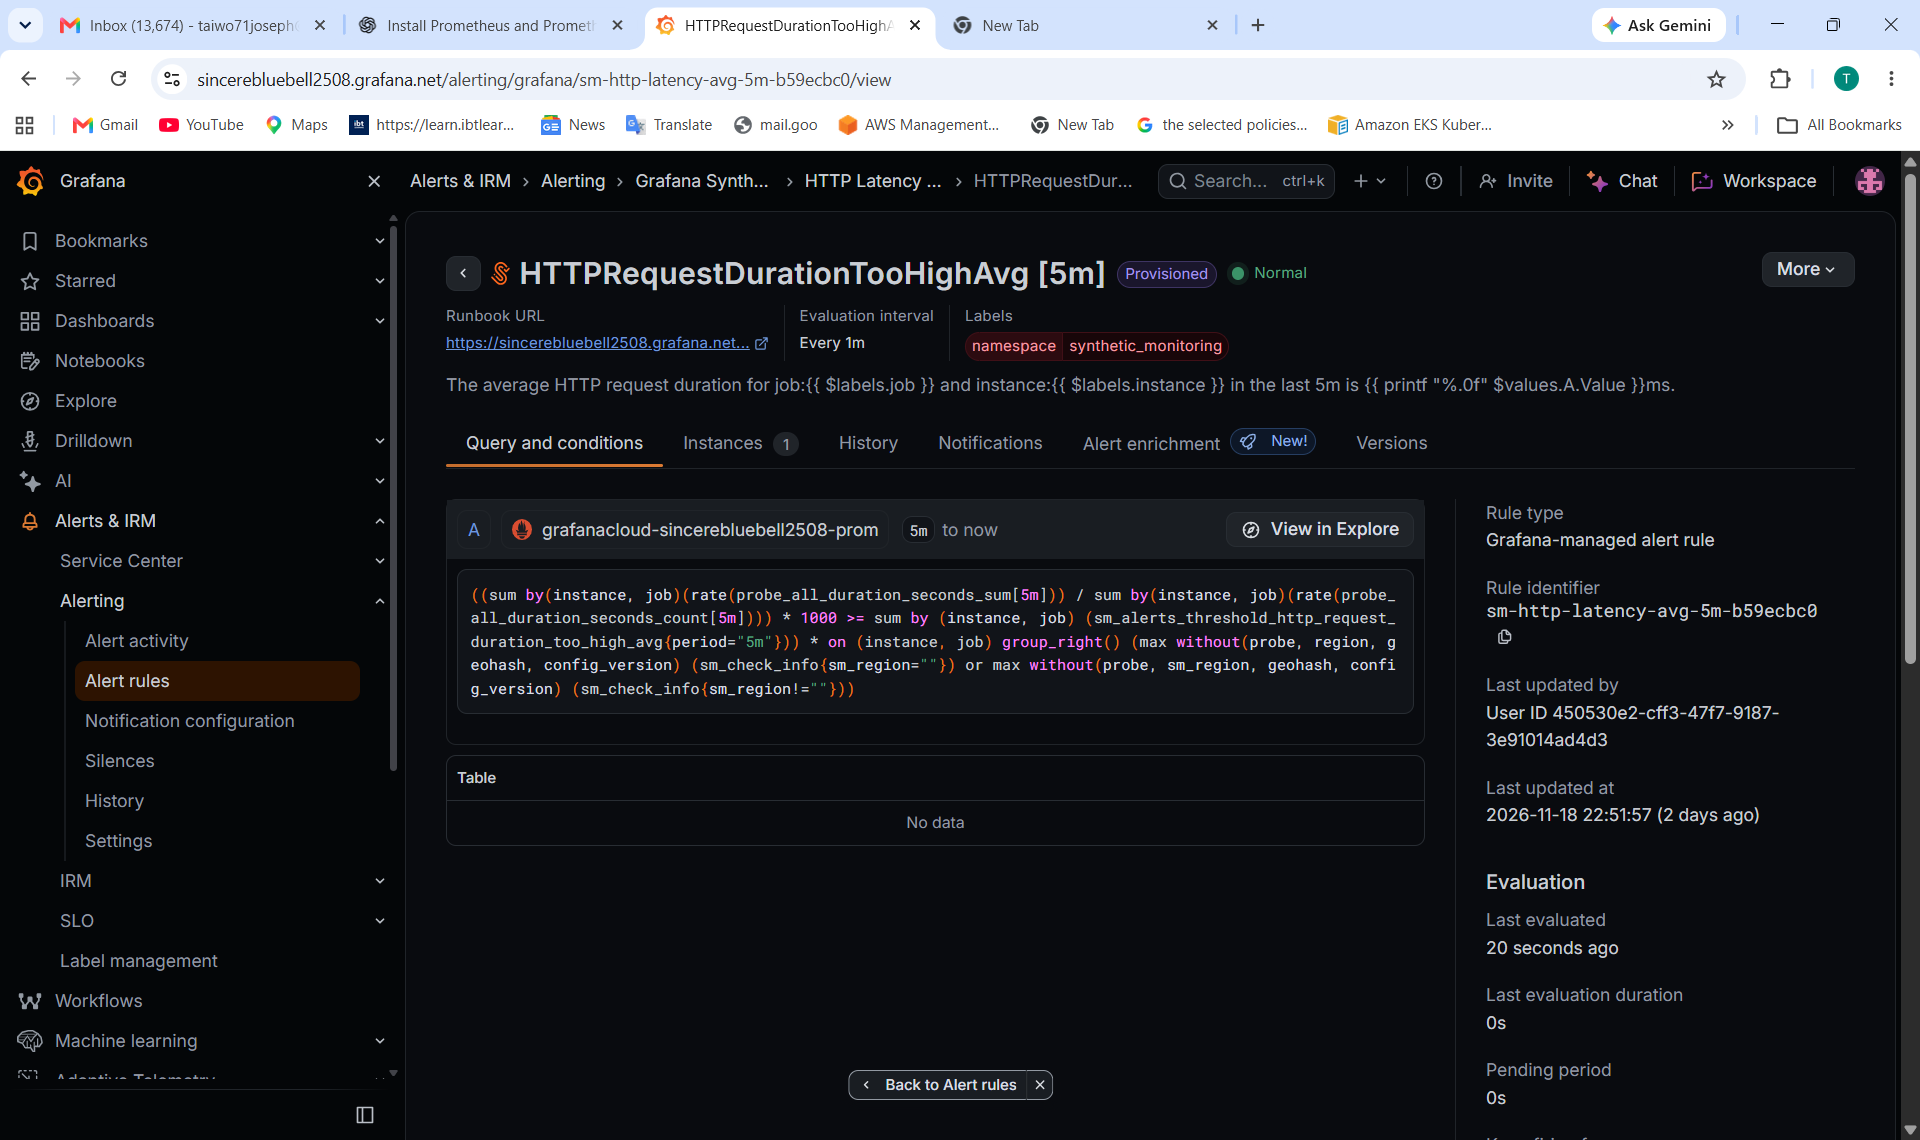 Inbox (13,674) - taiwo71joseph
Install Prometheus and Prometh
HTTPRequestDurationTooHighA
New Tab
Ask Gemini
sincerebluebell2508.grafana.net/alerting/grafana/sm-http-latency-avg-5m-b59ecbc0/view
T
Gmail
YouTube
Maps
ibt
https://learn.ibtlear...
News
Translate
mail.goo
AWS Management...
New Tab
the selected policies...
Amazon EKS Kuber...
All Bookmarks
Grafana
Alerts & IRM › Alerting › Grafana Synth... › HTTP Latency ... › HTTPRequestDur...
Search...
ctrl+k
Invite
Chat
Workspace
Bookmarks
Starred
Dashboards
Notebooks
Explore
Drilldown
AI
Alerts & IRM
Service Center
Alerting
Alert activity
Alert rules
Notification configuration
Silences
History
Settings
IRM
SLO
Label management
Workflows
Machine learning
HTTPRequestDurationTooHighAvg [5m]
Provisioned
Normal
More
Runbook URL
https://sincerebluebell2508.grafana.net...
Evaluation interval
Every 1m
Labels
namespace synthetic_monitoring
The average HTTP request duration for job:{{ $labels.job }} and instance:{{ $labels.instance }} in the last 5m is {{ printf "%.0f" $values.A.Value }}ms.
Query and conditions
Instances 1
History
Notifications
Alert enrichment New!
Versions
A
grafanacloud-sincerebluebell2508-prom
5m to now
View in Explore
((sum by(instance, job)(rate(probe_all_duration_seconds_sum[5m])) / sum by(instance, job)(rate(probe_
all_duration_seconds_count[5m]))) * 1000 >= sum by (instance, job) (sm_alerts_threshold_http_request_
duration_too_high_avg{period="5m"})) * on (instance, job) group_right() (max without(probe, region, g
eohash, config_version) (sm_check_info{sm_region=""}) or max without(probe, sm_region, geohash, confi
g_version) (sm_check_info{sm_region!=""}))
Table
No data
Back to Alert rules
Rule type
Grafana-managed alert rule
Rule identifier
sm-http-latency-avg-5m-b59ecbc0
Last updated by
User ID 450530e2-cff3-47f7-9187-
3e91014ad4d3
Last updated at
2026-11-18 22:51:57 (2 days ago)
Evaluation
Last evaluated
20 seconds ago
Last evaluation duration
0s
Pending period
0s